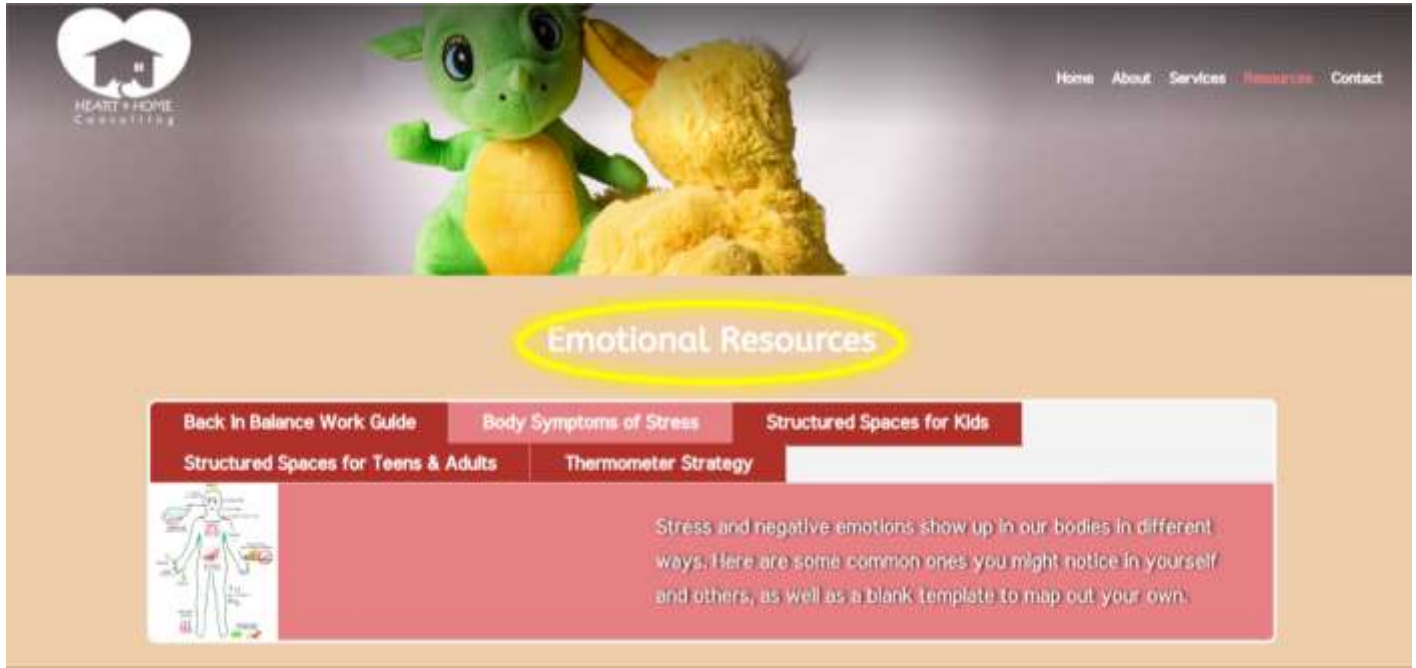 HEART + HOME
Consulting
Home About Services Resources Contact
Emotional Resources
Back in Balance Work Guide Body Symptoms of Stress Structured Spaces for Kids
Structured Spaces for Teens & Adults Thermometer Strategy
Stress and negative emotions show up in our bodies in different
ways. Here are some common ones you might notice in yourself
and others, as well as a blank template to map out your own.